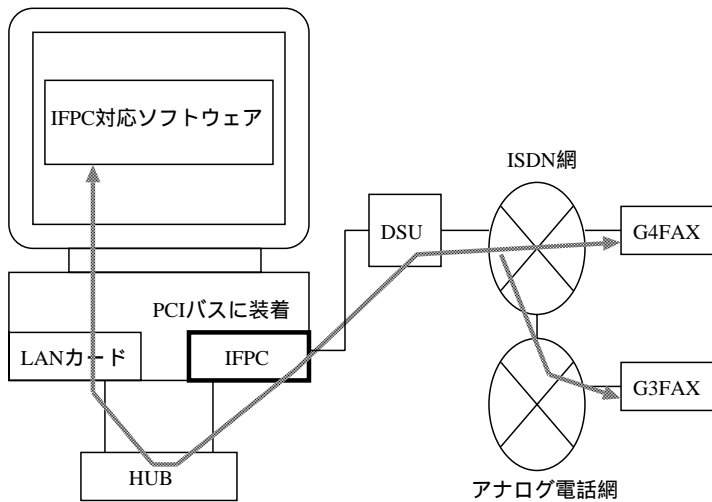 IFPC対応ソフトウェア
ISDN網
DSU
G4FAX
PCIバスに装着
LANカード
IFPC
G3FAX
HUB
アナログ電話網